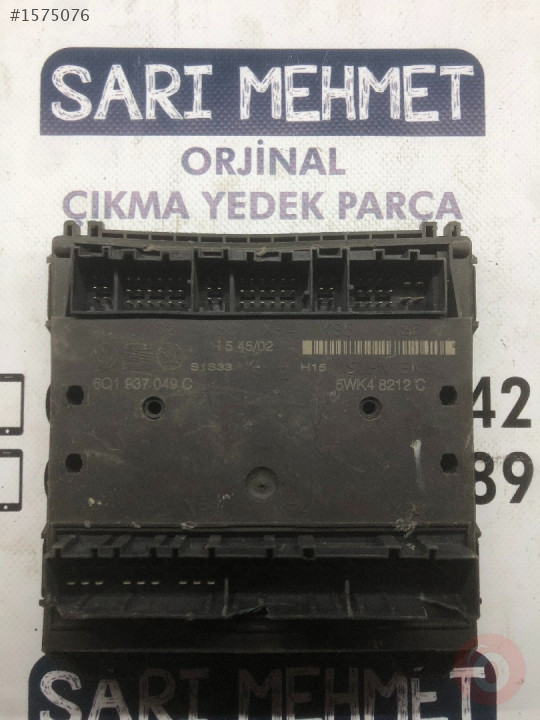 #1575076
SARI MEHMET
ORJİNAL
ÇIKMA YEDEK PARÇA
15 45/02
S1S33 H15
6Q1 937 049 C 5WK4 8212 C
42
89
SARI MEHMET